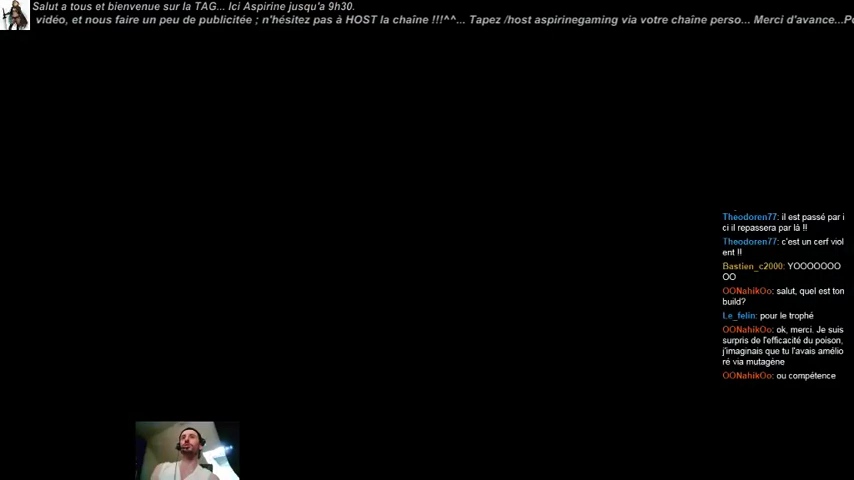 Salut a tous et bienvenue sur la TAG... Ici Aspirine jusqu'a 9h30.
vidéo, et nous faire un peu de publicitée ; n'hésitez pas à HOST la chaîne !!!^^... Tapez /host aspirinegaming via votre chaîne perso... Merci d'avance...Po
Theodoren77: il est passé par i
ci il repassera par là !!
Theodoren77: c'est un cerf viol
ent !!
Bastien_c2000: YOOOOOOO
OO
OONahikOo: salut, quel est ton
build?
Le_felin: pour le trophé
OONahikOo: ok, merci. Je suis
surpris de l'efficacité du poison,
j'imaginais que tu l'avais amélio
ré via mutagène
OONahikOo: ou compétence